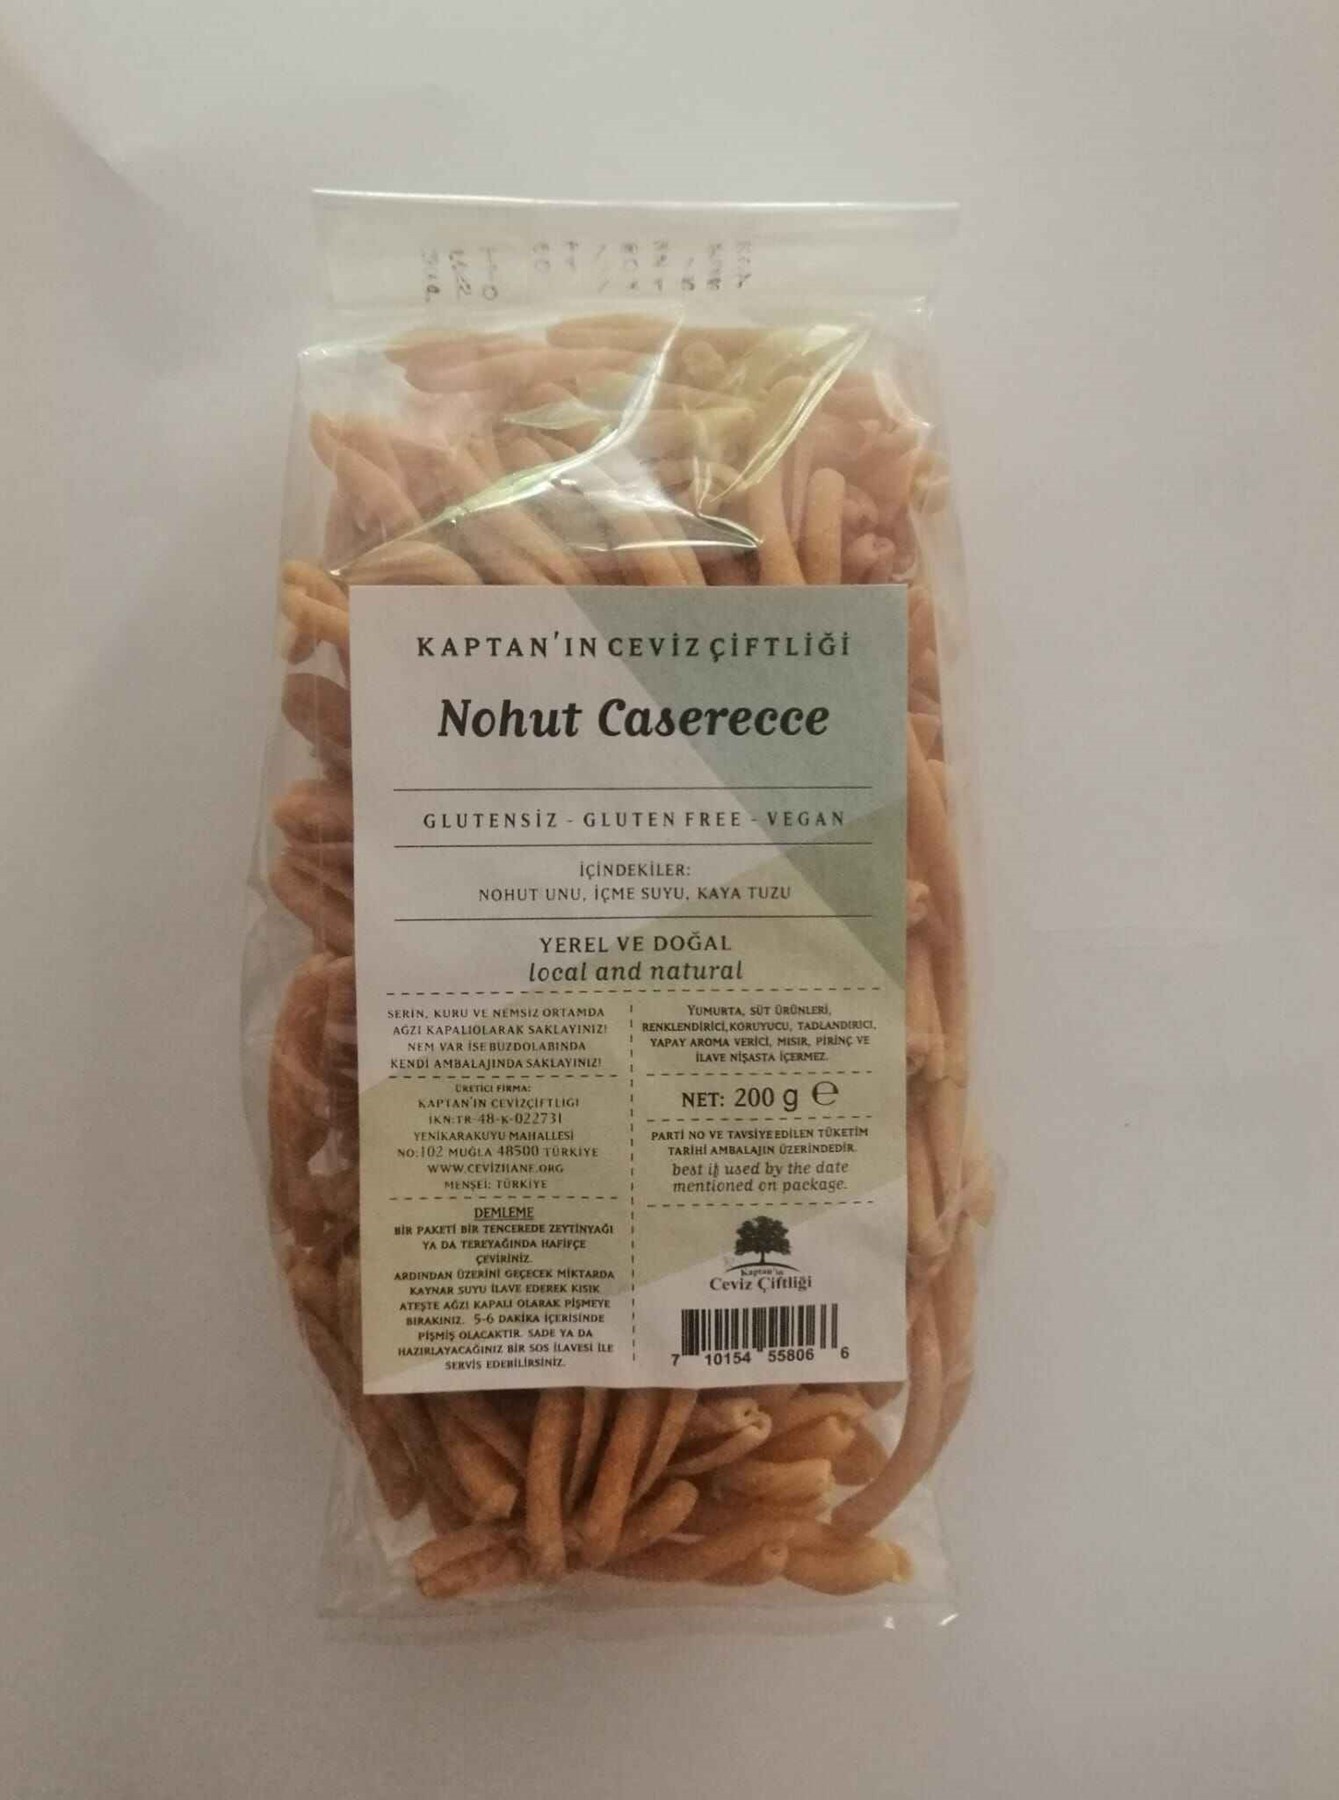 KAPTAN'IN CEVİZ ÇİFTLİĞİ
Nohut Caserecce
GLUTENSİZ - GLUTEN FREE - VEGAN
İÇİNDEKİLER:
NOHUT UNU, İÇME SUYU, KAYA TUZU
YEREL VE DOĞAL
local and natural
SERİN, KURU VE NEMSİZ ORTAMDA
AĞZI KAPALIOLARAK SAKLAYINIZ!
NEM VAR İSE BUZDOLABINDA
KENDİ AMBALAJINDA SAKLAYINIZ!
ÜRETİCİ FİRMA:
KAPTAN'IN CEVİZÇİFTLİGİ
IKN:TR-48-K-022731
YENİKARAKUYU MAHALLESİ
NO:102 MUĞLA 48500 TÜRKİYE
WWW.CEVİZHANE.ORG
MENŞEİ: TÜRKİYE
DEMLEME
BİR PAKETİ BİR TENCEREDE ZEYTİNYAĞI
YA DA TEREYAĞINDA HAFİFÇE
ÇEVİRİNİZ.
ARDINDAN ÜZERİNİ GEÇECEK MİKTARDA
KAYNAR SUYU İLAVE EDEREK KISIK
ATEŞTE AĞZI KAPALI OLARAK PİŞMEYE
BIRAKINIZ. 5-6 DAKİKA İÇERİSİNDE
PİŞMİŞ OLACAKTIR. SADE YA DA
HAZIRLAYACAĞINIZ BİR SOS İLAVESİ İLE
SERVİS EDEBİLİRSİNİZ.
YUMURTA, SÜT ÜRÜNLERİ,
RENKLENDİRİCİ, KORUYUCU, TADLANDIRICI,
YAPAY AROMA VERİCİ, MISIR, PİRİNÇ VE
İLAVE NİŞASTA İÇERMEZ.
NET: 200 g ℮
PARTİ NO VE TAVSİYE EDİLEN TÜKETİM
TARİHİ AMBALAJIN ÜZERİNDEDİR.
best if used by the date
mentioned on package.
Kaptan'ın
Ceviz Çiftliği
7 10154 55806 6